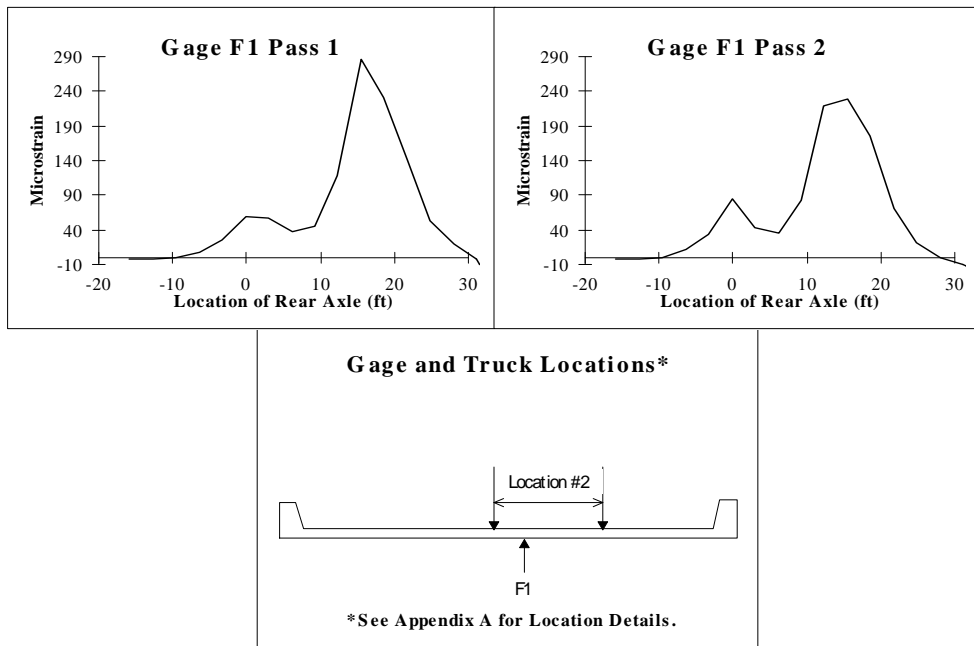 Gage F1 Pass 1
290
240
190
140
90
40
-10
Microstrain
-20 -10 0 10 20 30
Location of Rear Axle (ft)
Gage F1 Pass 2
290
240
190
140
90
40
-10
Microstrain
-20 -10 0 10 20 30
Location of Rear Axle (ft)
Gage and Truck Locations*
Location #2
F1
*See Appendix A for Location Details.